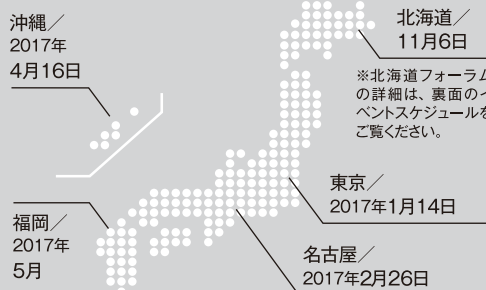 沖縄／
2017年
4月16日
北海道／
11月6日
※北海道フォーラム
の詳細は、裏面のイ
ベントスケジュールを
ご覧ください。
東京／
2017年1月14日
福岡／
2017年
5月
名古屋／
2017年2月26日